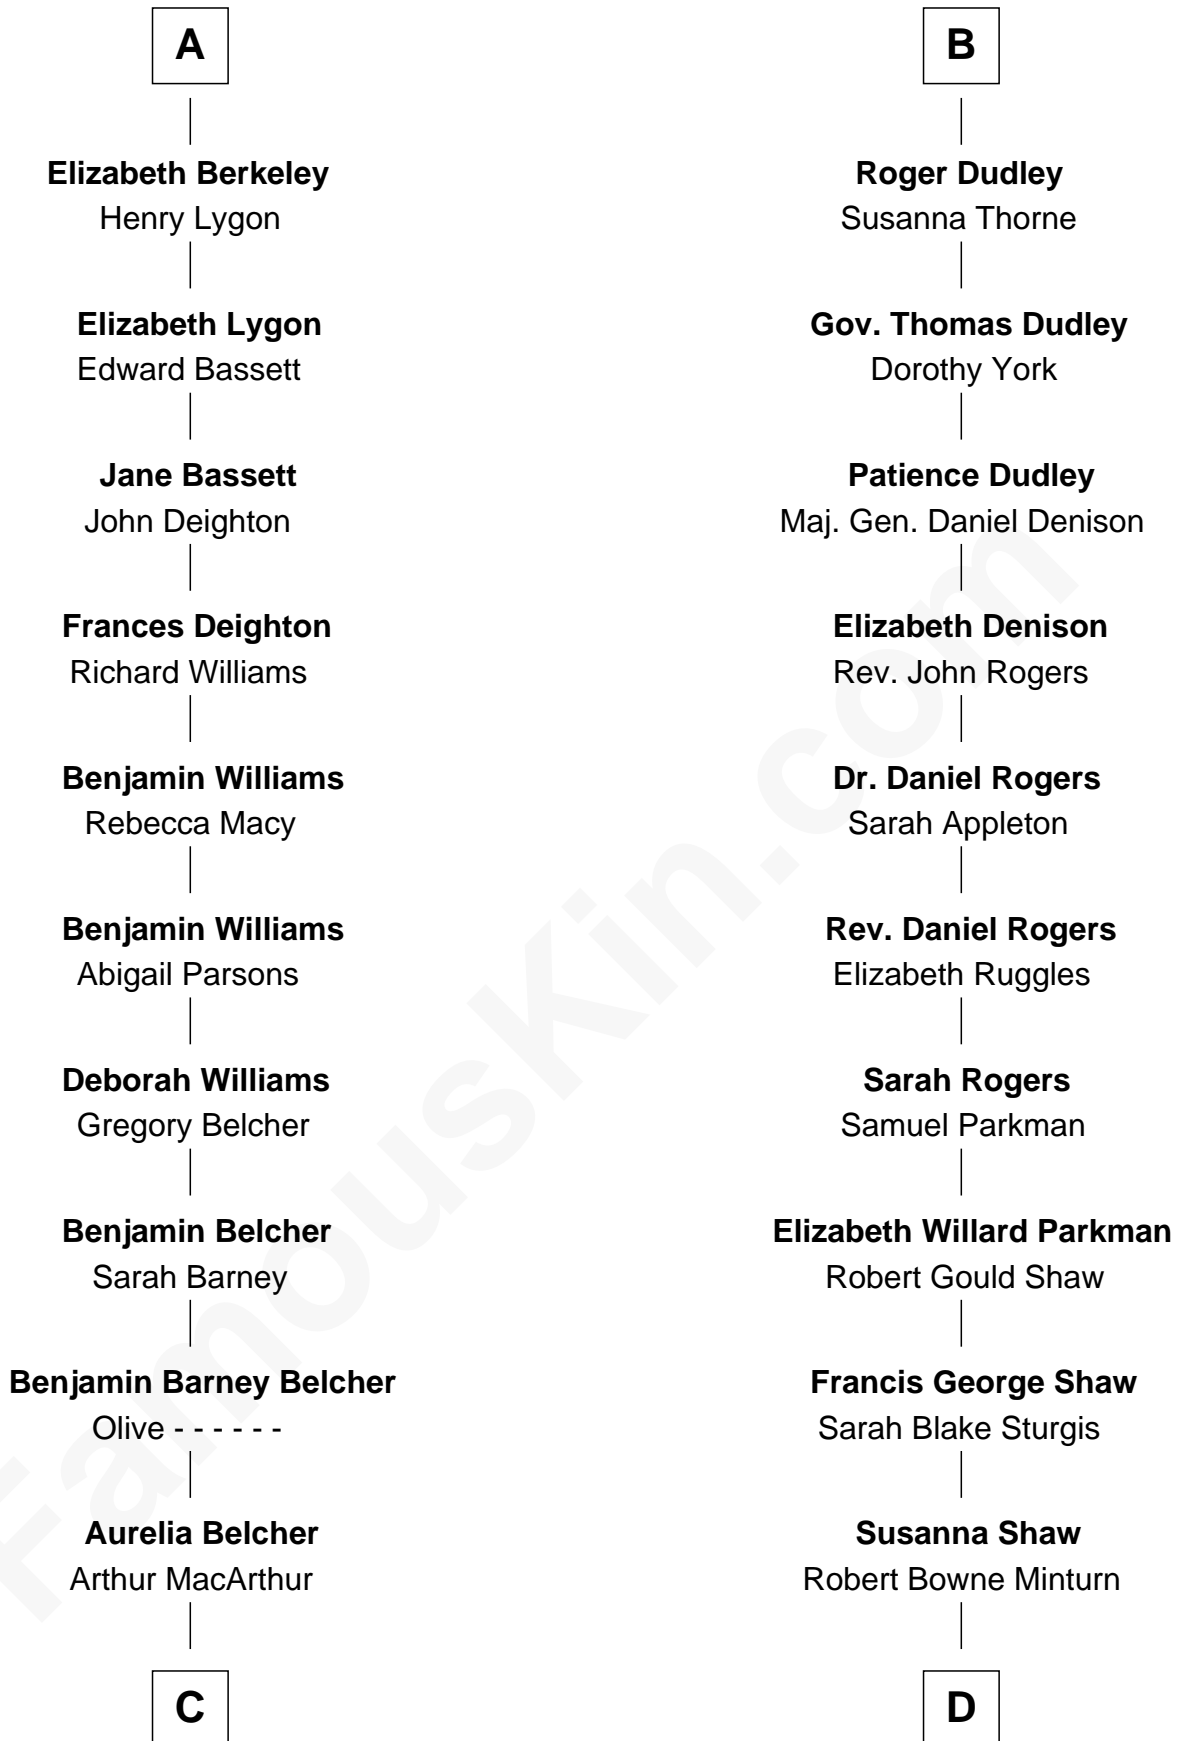 A
Elizabeth Berkeley
Henry Lygon
Elizabeth Lygon
Edward Bassett
Jane Bassett
John Deighton
Frances Deighton
Richard Williams
Benjamin Williams
Rebecca Macy
Benjamin Williams
Abigail Parsons
Deborah Williams
Gregory Belcher
Benjamin Belcher
Sarah Barney
Benjamin Barney Belcher
Olive - - - - - -
Aurelia Belcher
Arthur MacArthur
C
B
Roger Dudley
Susanna Thorne
Gov. Thomas Dudley
Dorothy York
Patience Dudley
Maj. Gen. Daniel Denison
Elizabeth Denison
Rev. John Rogers
Dr. Daniel Rogers
Sarah Appleton
Rev. Daniel Rogers
Elizabeth Ruggles
Sarah Rogers
Samuel Parkman
Elizabeth Willard Parkman
Robert Gould Shaw
Francis George Shaw
Sarah Blake Sturgis
Susanna Shaw
Robert Bowne Minturn
D
FamousKin.com